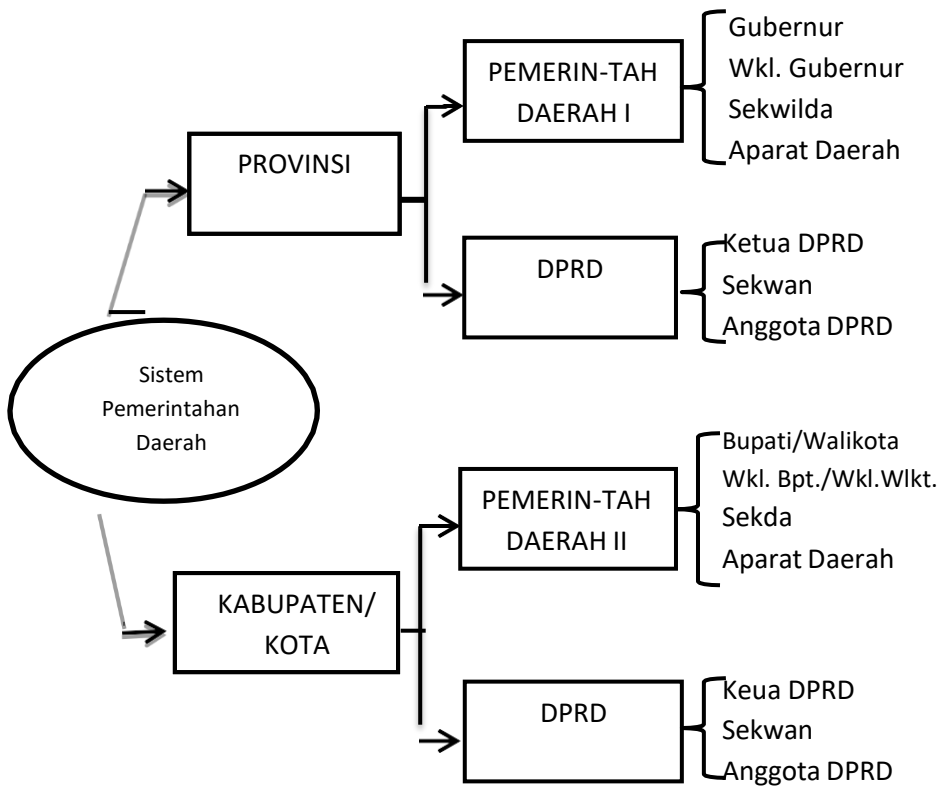 Gubernur
Wkl. Gubernur
Sekwilda
Aparat Daerah
PEMERIN-TAH
DAERAH I
PROVINSI
DPRD
Ketua DPRD
Sekwan
Anggota DPRD
Sistem
Pemerintahan
Daerah
Bupati/Walikota
Wkl. Bpt./Wkl.Wlkt.
Sekda
Aparat Daerah
PEMERIN-TAH
DAERAH II
KABUPATEN/
KOTA
DPRD
Keua DPRD
Sekwan
Anggota DPRD